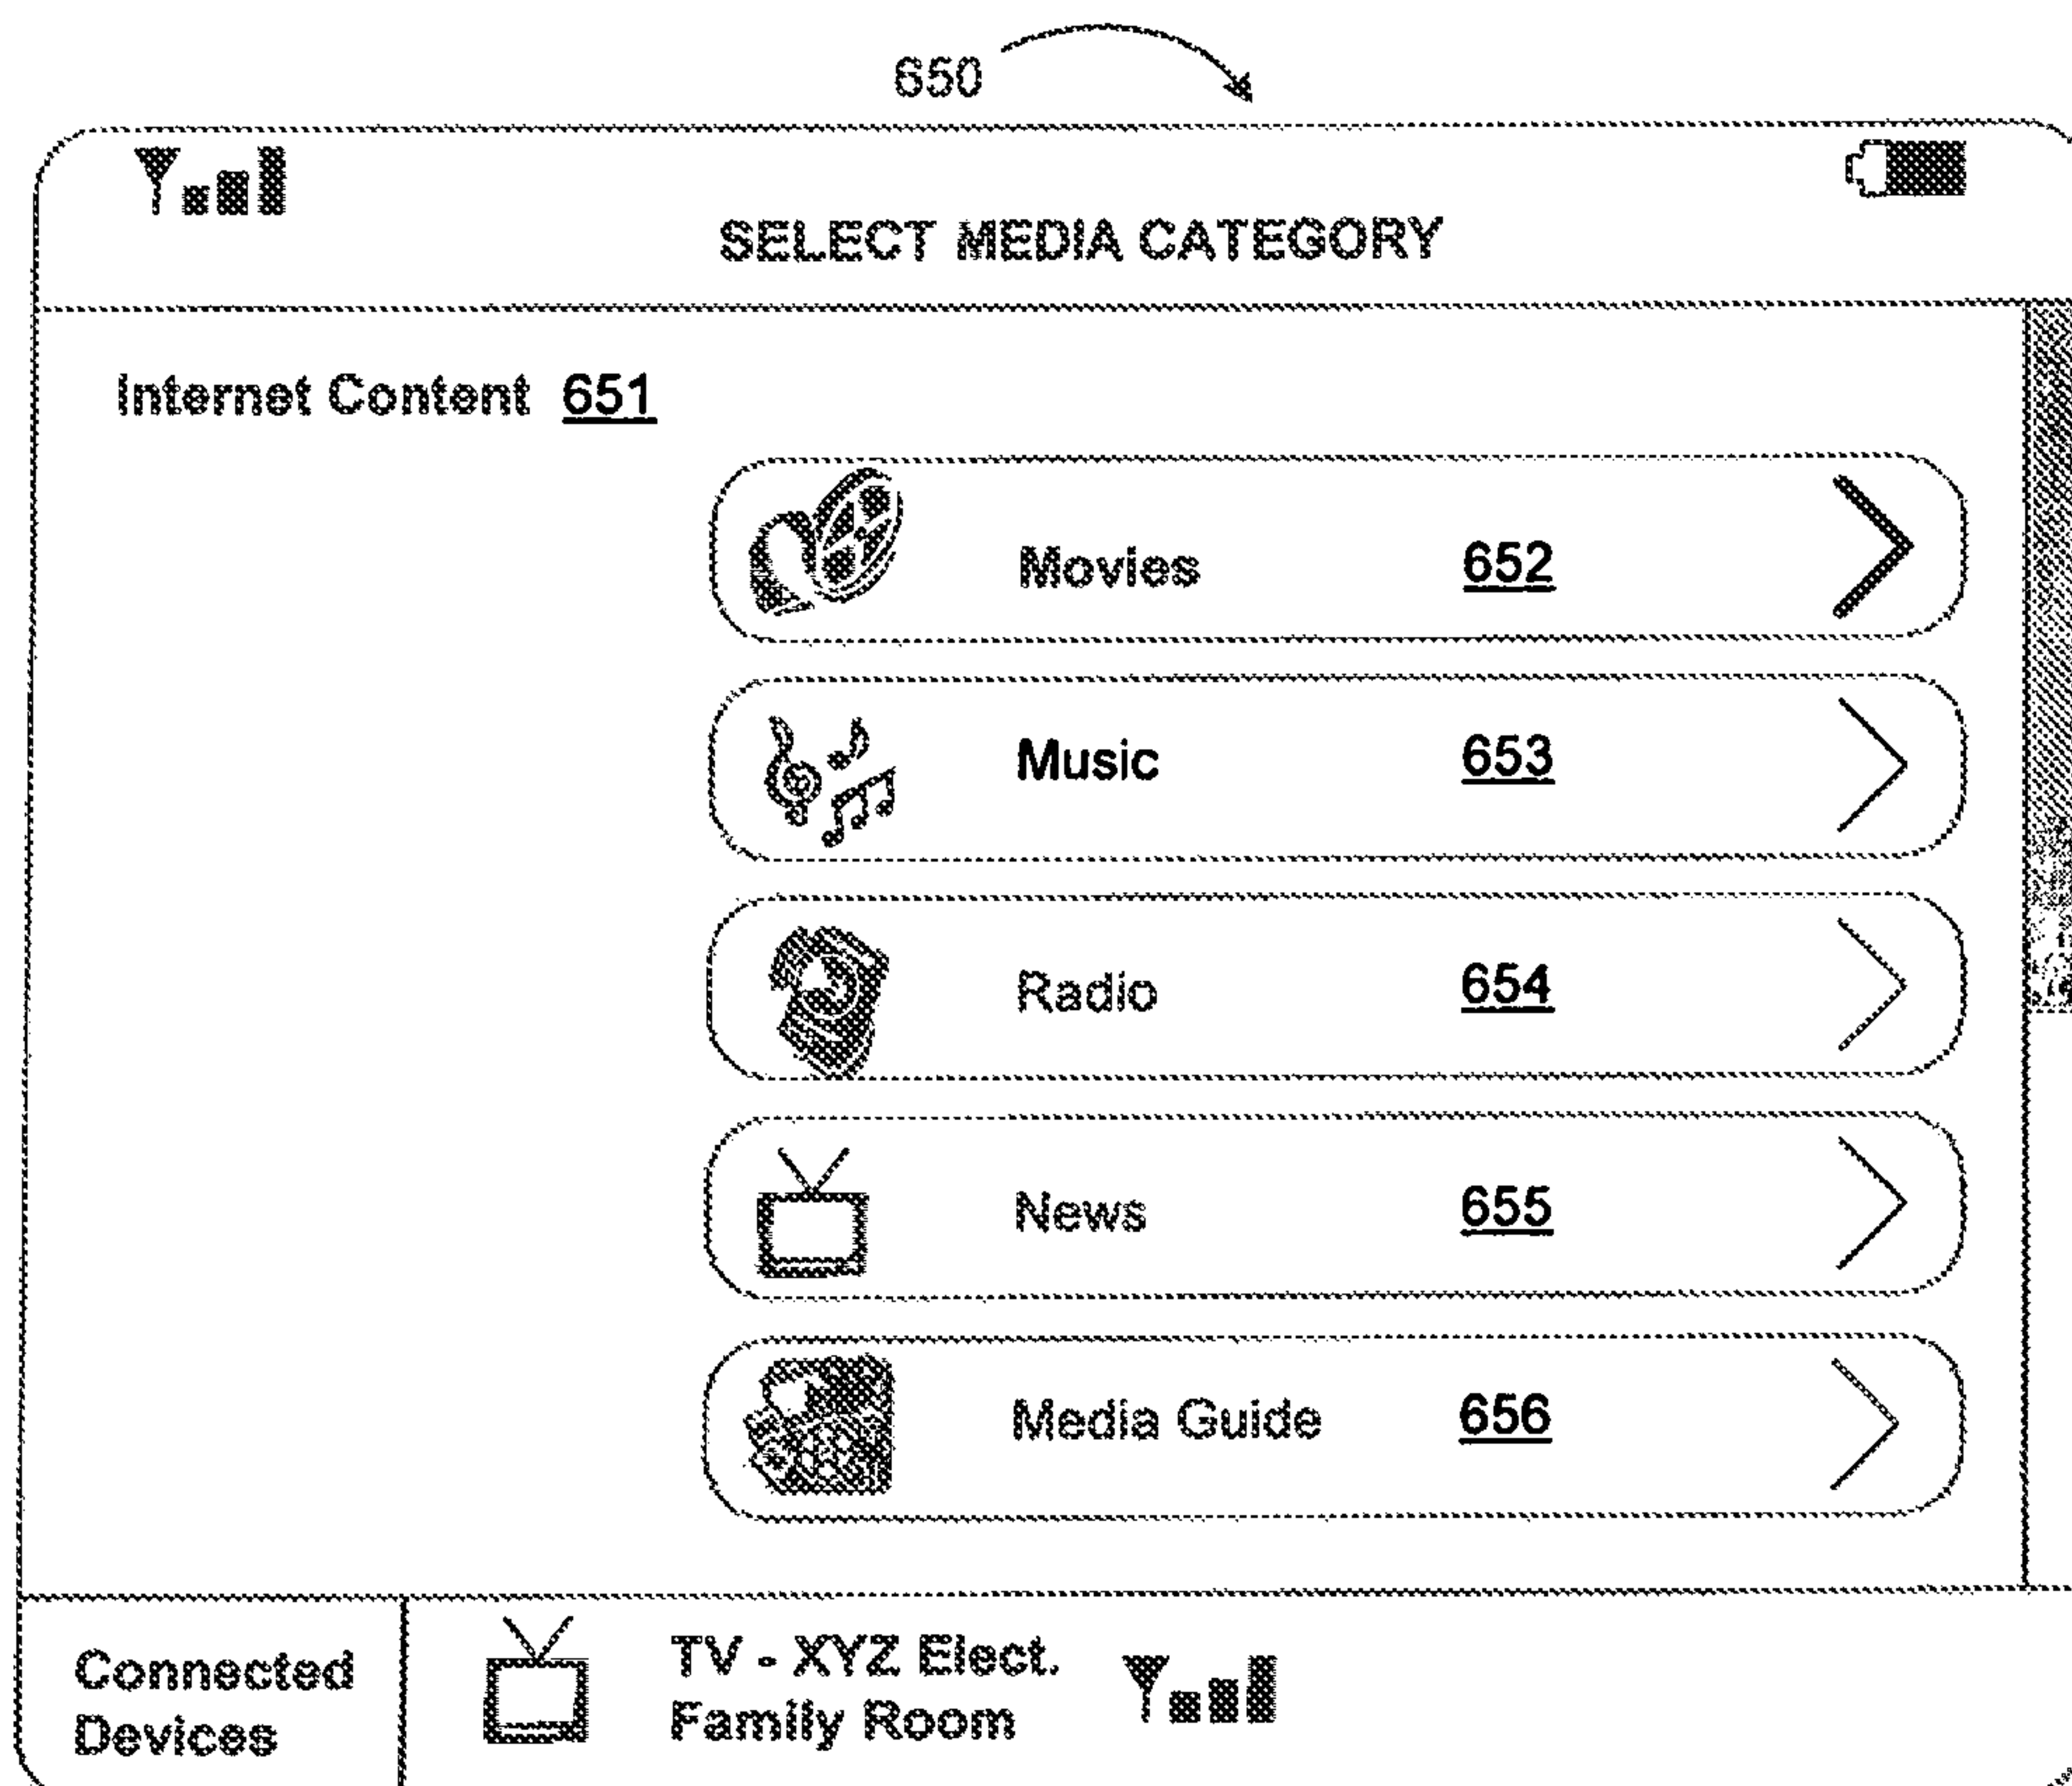 650
SELECT MEDIA CATEGORY
Internet Content 651
Movies 652
Music 653
Radio 654
News 655
Media Guide 656
Connected
Devices
TV - XYZ Elect.
Family Room